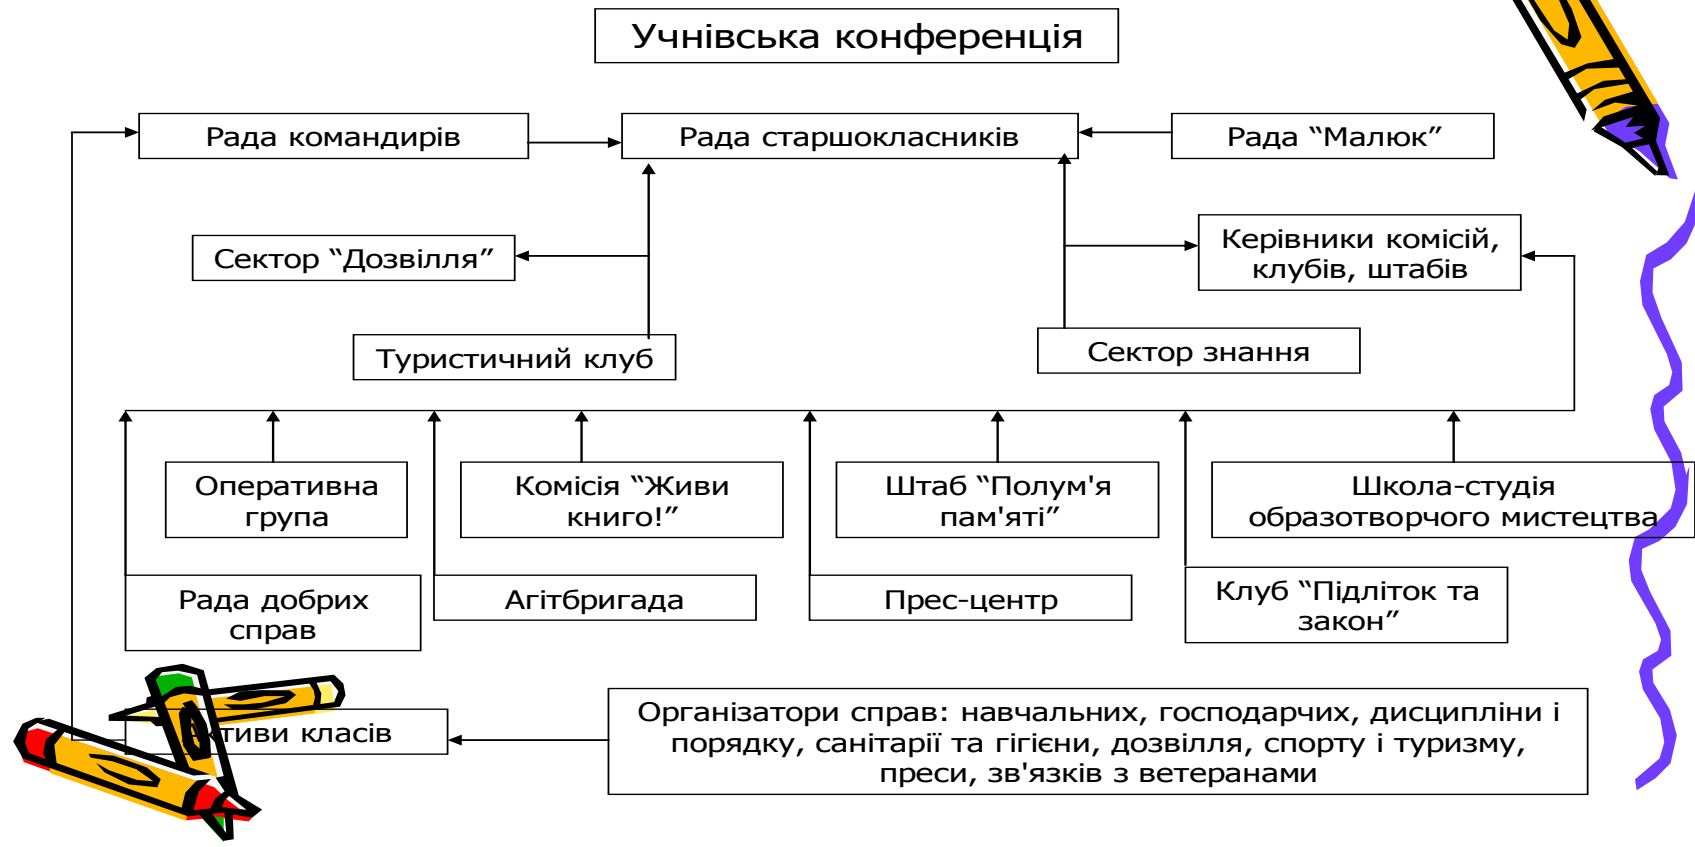 Учнівська конференція
Рада командирів
Рада старшокласників
Рада “Малюк”
Сектор “Дозвілля”
Керівники комісій,
клубів, штабів
Туристичний клуб
Сектор знання
Оперативна
група
Комісія “Живи
книго!”
Штаб “Полум'я
пам'яті”
Школа-студія
образотворчого мистецтва
Рада добрих
справ
Агітбригада
Прес-центр
Клуб “Підліток та
закон”
Активи класів
Організатори справ: навчальних, господарчих, дисципліни і
порядку, санітарії та гігієни, дозвілля, спорту і туризму,
преси, зв'язків з ветеранами